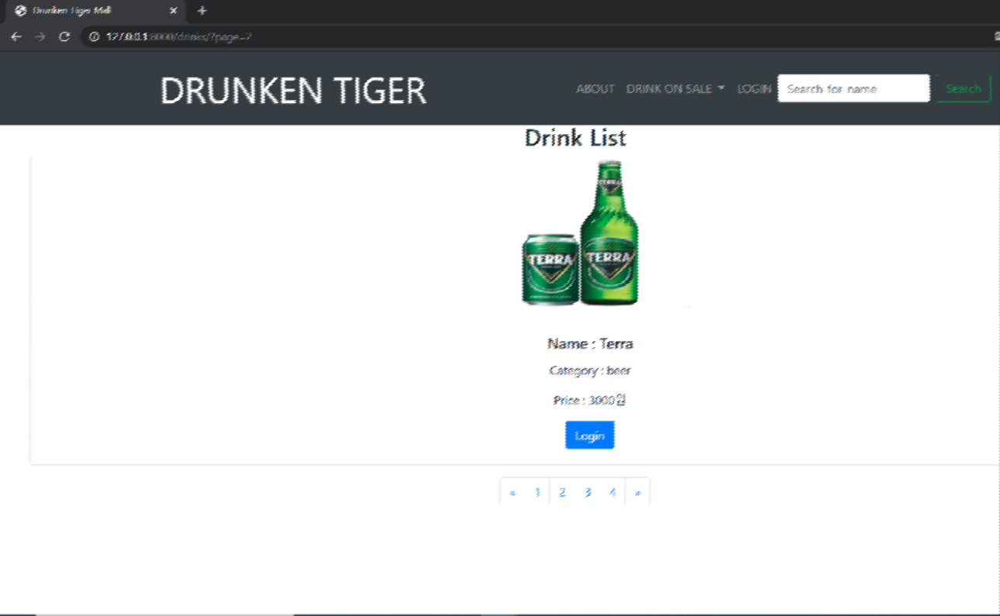 Drunken Tiger Mall
127.0.0.1:8000/drinks/?page=2
DRUNKEN TIGER
ABOUT DRINK ON SALE LOGIN Search for name Search
Drink List
TERRA
TERRA TERRA
Name : Terra
Category : beer
Price : 3000원
Login
« 1 2 3 4 »